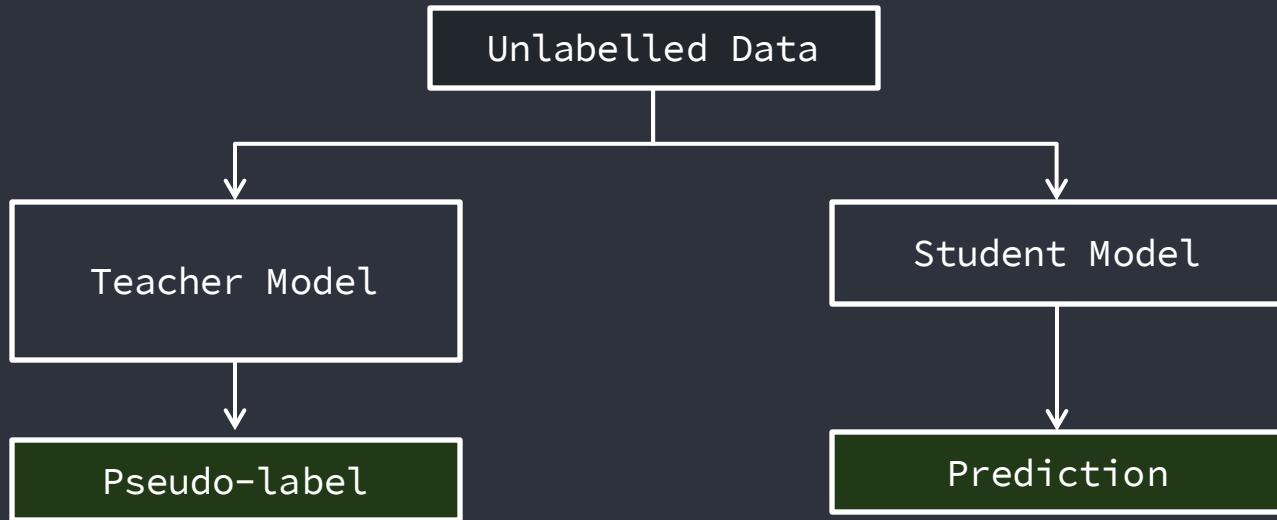 Unlabelled Data
Teacher Model
Student Model
Pseudo-label
Prediction